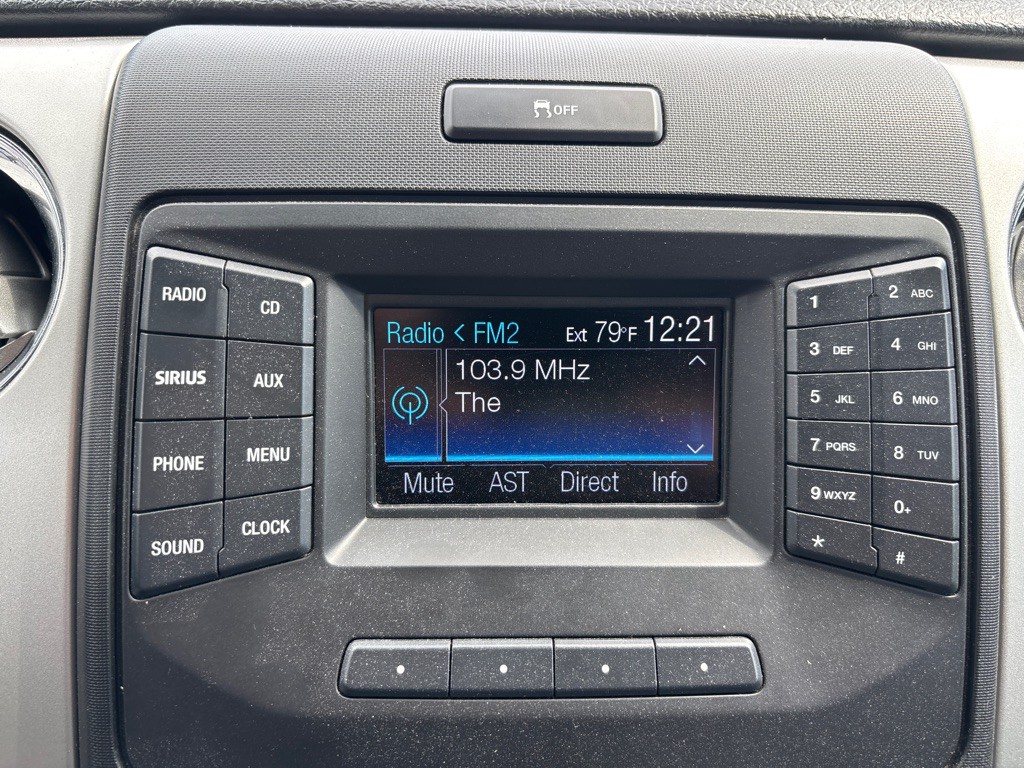 OFF
RADIO
CD
SIRIUS
AUX
PHONE
MENU
SOUND
CLOCK
Radio < FM2 Ext 79°F 12:21
103.9 MHz
The
Mute AST Direct Info
1
2 ABC
3 DEF
4 GHI
5 JKL
6 MNO
7 PQRS
8 TUV
9 WXYZ
0+
*
#